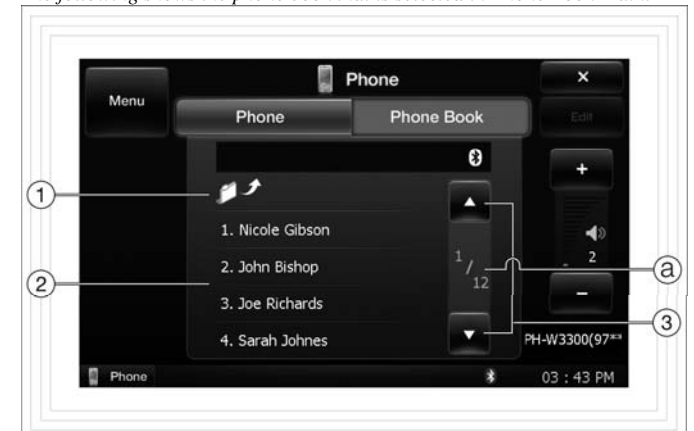 Phone
×
Menu
Phone
Phone Book
Edit
+
1
1. Nicole Gibson
2. John Bishop
1/12
2
a
2
3. Joe Richards
−
3
4. Sarah Johnes
PH-W3300(97**
Phone
03 : 43 PM